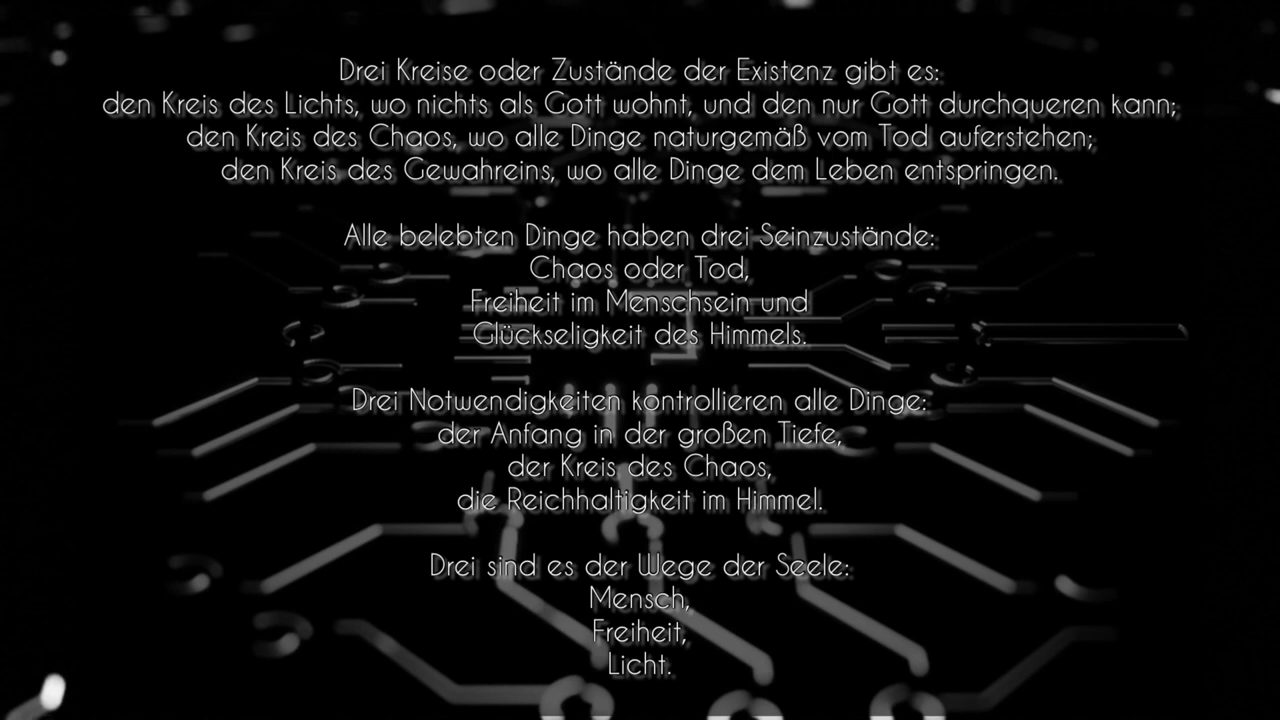 Drei Kreise oder Zustände der Existenz gibt es:
den Kreis des Lichts, wo nichts als Gott wohnt, und den nur Gott durchqueren kann;
den Kreis des Chaos, wo alle Dinge naturgemäß vom Tod auferstehen;
den Kreis des Gewahreins, wo alle Dinge dem Leben entspringen.
Alle belebten Dinge haben drei Seinzustände:
Chaos oder Tod,
Freiheit im Menschsein und
Glückseligkeit des Himmels.
Drei Notwendigkeiten kontrollieren alle Dinge:
der Anfang in der großen Tiefe,
der Kreis des Chaos,
die Reichhaltigkeit im Himmel.
Drei sind es der Wege der Seele:
Mensch,
Freiheit,
Licht.